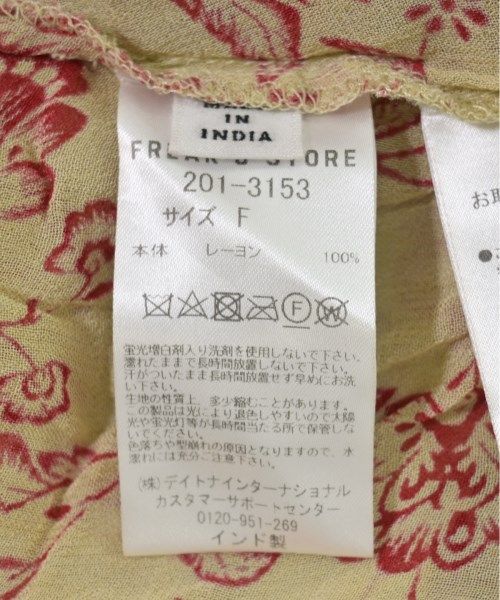 IN
INDIA
FREAK'S STORE
201-3153
サイズ F
本体 レーヨン 100%
F W
蛍光増白剤入り洗剤を使用しないで下さい。
濡れたままで長時間放置しないで下さい。
汗がついたまま長時間放置せず早めにお洗
い下さい。
生地の性質上、多少縮むことがあります。
この製品は光により退色しやすいので太陽
光や蛍光灯等が長時間当たる所で保管しな
いでください。
色落ちや型崩れの原因となりますので、水
濡れには充分ご注意下さい。
(株)デイトナインターナショナル
カスタマーサポートセンター
0120-951-269
インド製
お取